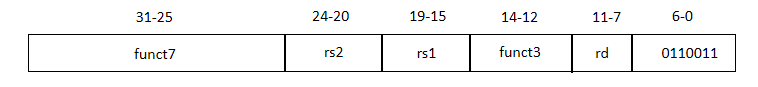 31-25 24-20 19-15 14-12 11-7 6-0
funct7 rs2 rs1 funct3 rd 0110011